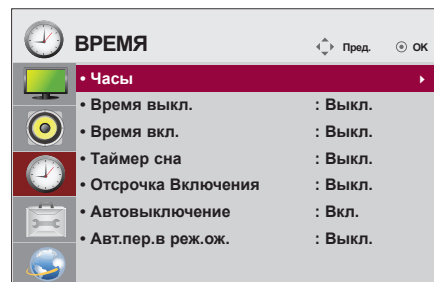 ВРЕМЯ Пред. OK
• Часы
• Время выкл. : Выкл.
• Время вкл. : Выкл.
• Таймер сна : Выкл.
• Отсрочка Включения : Выкл.
• Автовыключение : Вкл.
• Авт.пер.в реж.ож. : Выкл.